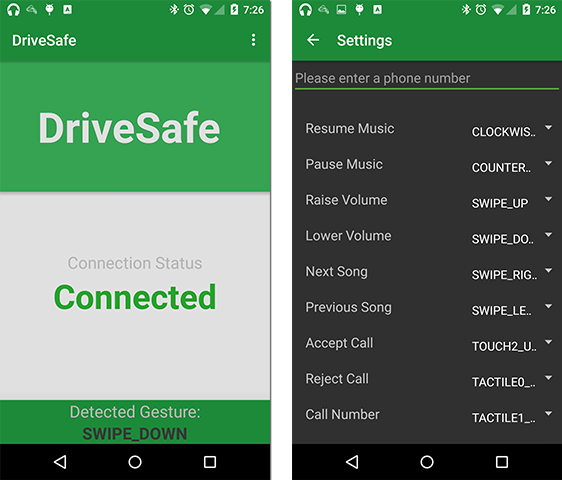 7:26
DriveSafe
DriveSafe
Connection Status
Connected
Detected Gesture:
SWIPE_DOWN
7:26
Settings
Please enter a phone number
Resume Music CLOCKWIS..
Pause Music COUNTER..
Raise Volume SWIPE_UP
Lower Volume SWIPE_DO..
Next Song SWIPE_RIG..
Previous Song SWIPE_LE..
Accept Call TOUCH2_U..
Reject Call TACTILE0_..
Call Number TACTILE1_..